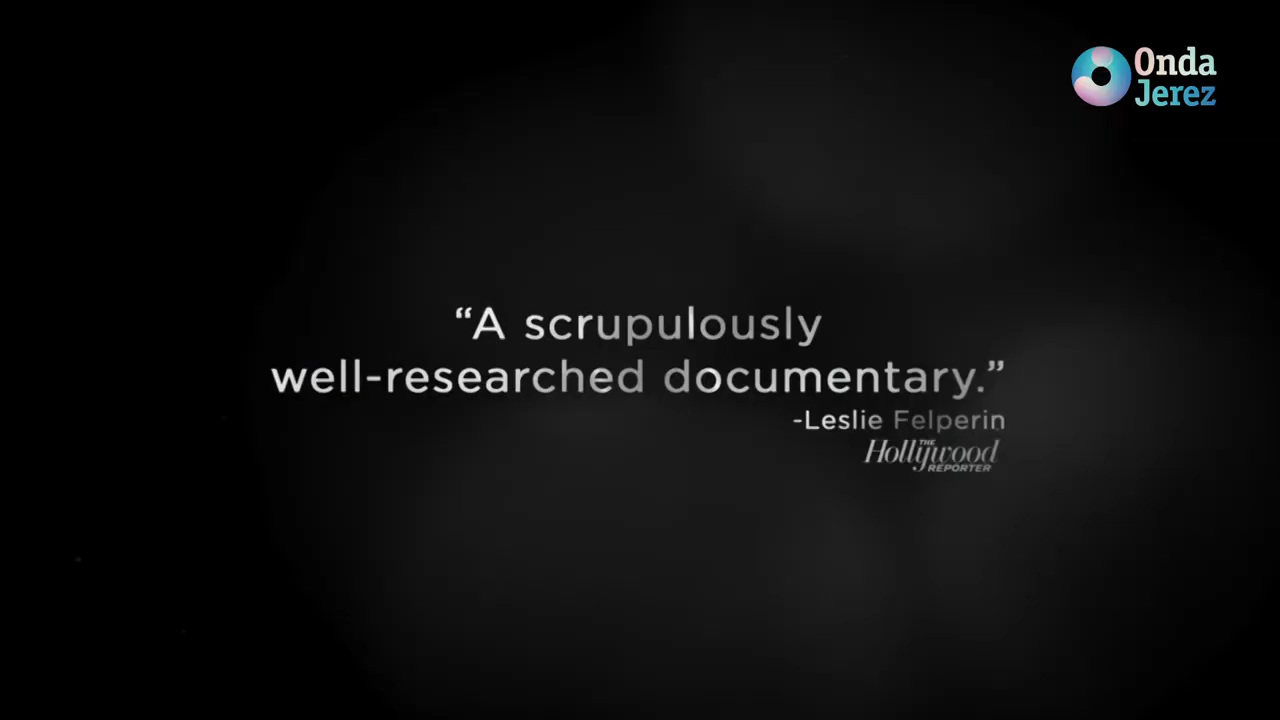 Onda
Jerez
“A scrupulously
well-researched documentary.”
-Leslie Felperin
THE
Hollywood
REPORTER